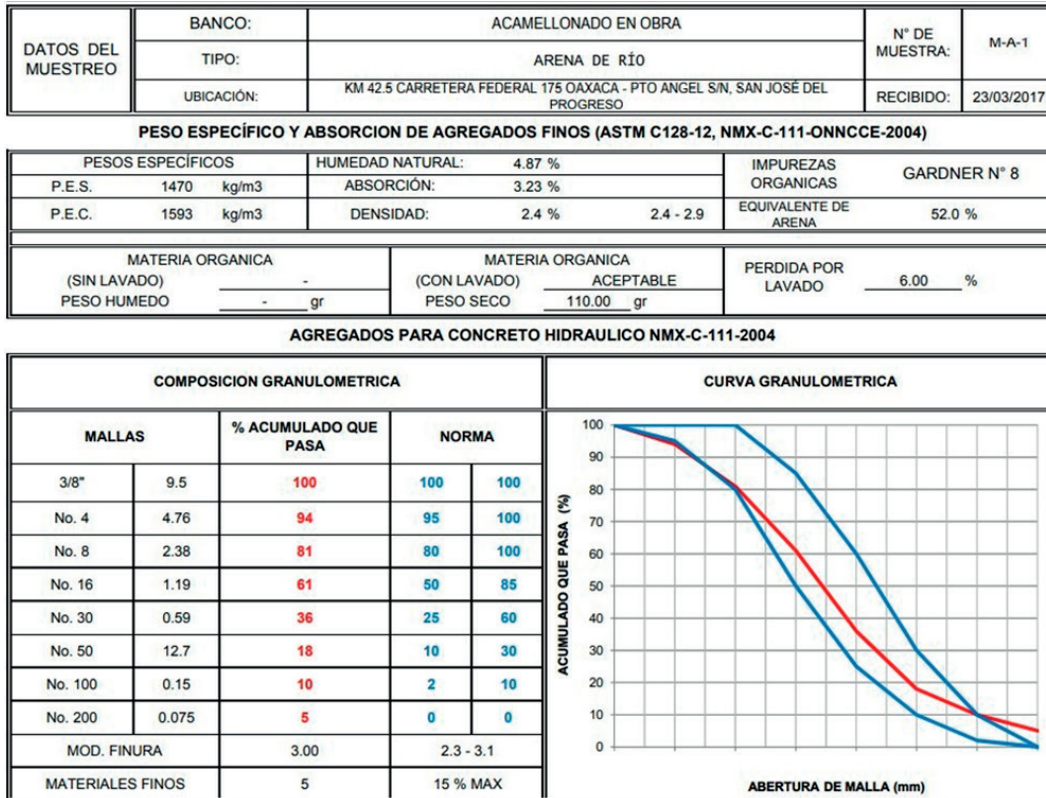 DATOS DEL MUESTREO
BANCO: ACAMELLONADO EN OBRA
N° DE MUESTRA: M-A-1
TIPO: ARENA DE RÍO
UBICACIÓN: KM 42.5 CARRETERA FEDERAL 175 OAXACA - PTO ANGEL S/N, SAN JOSÉ DEL PROGRESO
RECIBIDO: 23/03/2017
PESO ESPECÍFICO Y ABSORCION DE AGREGADOS FINOS (ASTM C128-12, NMX-C-111-ONNCCE-2004)
PESOS ESPECÍFICOS
P.E.S. 1470 kg/m3
P.E.C. 1593 kg/m3
HUMEDAD NATURAL: 4.87 %
ABSORCIÓN: 3.23 %
DENSIDAD: 2.4 % 2.4 - 2.9
IMPUREZAS ORGANICAS GARDNER N° 8
EQUIVALENTE DE ARENA 52.0 %
MATERIA ORGANICA
(SIN LAVADO) -
PESO HUMEDO - gr
MATERIA ORGANICA
(CON LAVADO) ACEPTABLE
PESO SECO 110.00 gr
PERDIDA POR LAVADO 6.00 %
AGREGADOS PARA CONCRETO HIDRAULICO NMX-C-111-2004
COMPOSICION GRANULOMETRICA
MALLAS % ACUMULADO QUE PASA NORMA
3/8" 9.5 100 100 100
No. 4 4.76 94 95 100
No. 8 2.38 81 80 100
No. 16 1.19 61 50 85
No. 30 0.59 36 25 60
No. 50 12.7 18 10 30
No. 100 0.15 10 2 10
No. 200 0.075 5 0 0
MOD. FINURA 3.00 2.3 - 3.1
MATERIALES FINOS 5 15 % MAX
CURVA GRANULOMETRICA
ACUMULADO QUE PASA (%)
100
90
80
70
60
50
40
30
20
10
0
ABERTURA DE MALLA (mm)